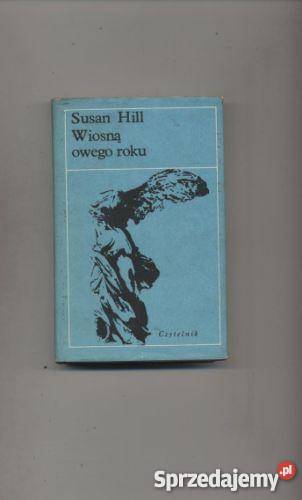 Susan Hill
Wiosną
owego roku
Czytelnik
Sprzedajemy.pl